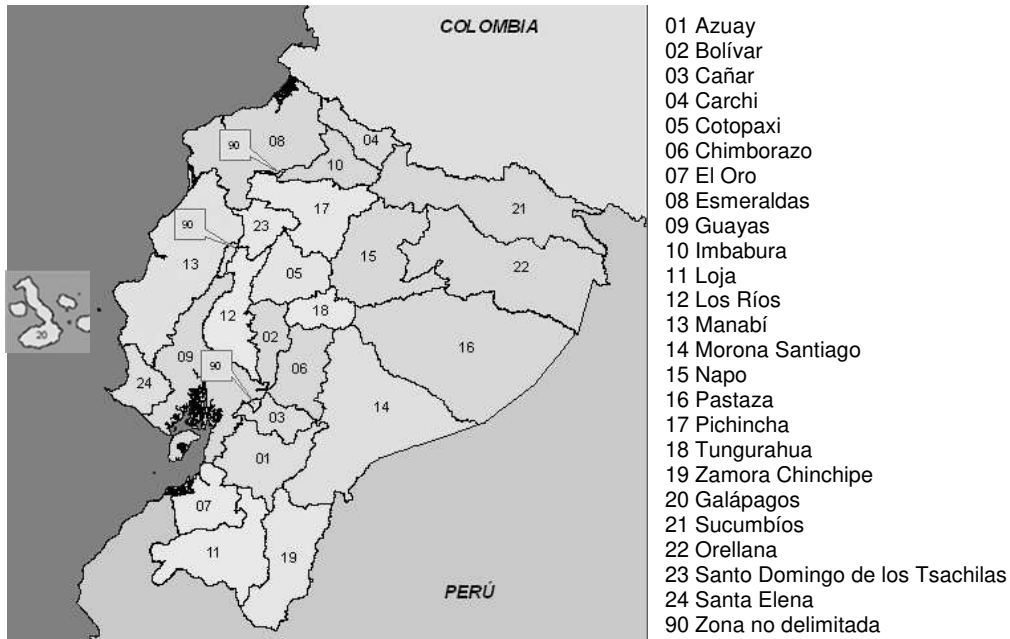 COLOMBIA
08
04
90
10
21
17
23
90
15
22
13
05
18
12
20
02
16
09
06
90
24
14
03
01
07
11
19
PERÚ
01 Azuay
02 Bolívar
03 Cañar
04 Carchi
05 Cotopaxi
06 Chimborazo
07 El Oro
08 Esmeraldas
09 Guayas
10 Imbabura
11 Loja
12 Los Ríos
13 Manabí
14 Morona Santiago
15 Napo
16 Pastaza
17 Pichincha
18 Tungurahua
19 Zamora Chinchipe
20 Galápagos
21 Sucumbíos
22 Orellana
23 Santo Domingo de los Tsachilas
24 Santa Elena
90 Zona no delimitada